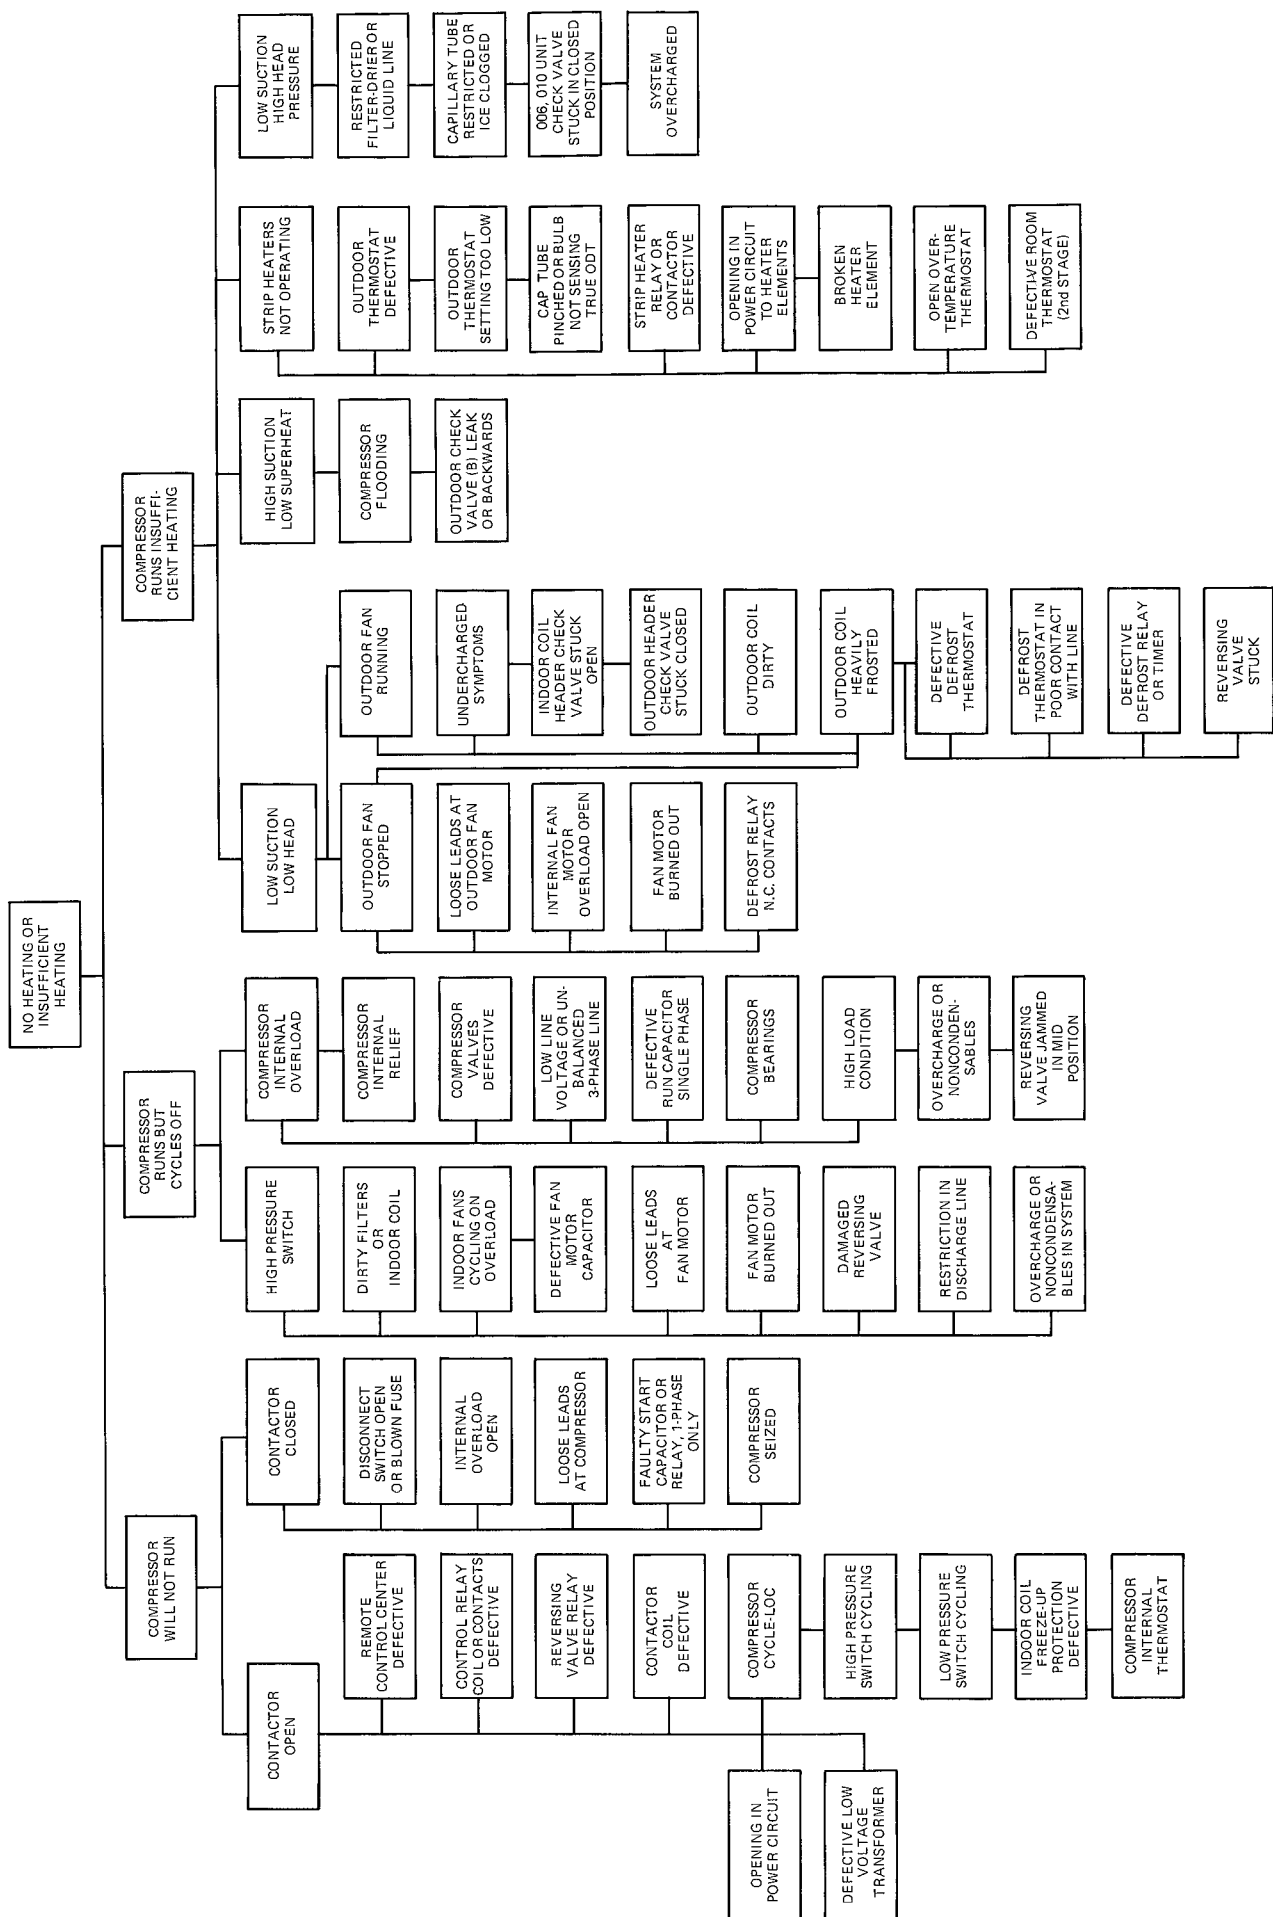 NO HEATING OR
INSUFFICIENT
HEATING
COMPRESSOR
WILL NOT RUN
COMPRESSOR
RUNS BUT
CYCLES OFF
COMPRESSOR
RUNS INSUFFI-
CIENT HEATING
CONTACTOR
OPEN
REMOTE
CONTROL CENTER
DEFECTIVE
CONTROL RELAY
COIL OR CONTACTS
DEFECTIVE
REVERSING
VALVE RELAY
DEFECTIVE
CONTACTOR
COIL
DEFECTIVE
OPENING IN
POWER CIRCUIT
DEFECTIVE LOW
VOLTAGE
TRANSFORMER
COMPRESSOR
CYCLE-LOC
HIGH PRESSURE
SWITCH CYCLING
LOW PRESSURE
SWITCH CYCLING
INDOOR COIL
FREEZE-UP
PROTECTION
DEFECTIVE
COMPRESSOR
INTERNAL
THERMOSTAT
CONTACTOR
CLOSED
DISCONNECT
SWITCH OPEN
OR BLOWN FUSE
INTERNAL
OVERLOAD
OPEN
LOOSE LEADS
AT COMPRESSOR
FAULTY START
CAPACITOR OR
RELAY, 1-PHASE
ONLY
COMPRESSOR
SEIZED
HIGH PRESSURE
SWITCH
DIRTY FILTERS
OR
INDOOR COIL
INDOOR FANS
CYCLING ON
OVERLOAD
DEFECTIVE FAN
MOTOR
CAPACITOR
LOOSE LEADS
AT
FAN MOTOR
FAN MOTOR
BURNED OUT
DAMAGED
REVERSING
VALVE
RESTRICTION IN
DISCHARGE LINE
OVERCHARGE OR
NONCONDENSA-
BLES IN SYSTEM
COMPRESSOR
INTERNAL
OVERLOAD
COMPRESSOR
INTERNAL
RELIEF
COMPRESSOR
VALVES
DEFECTIVE
LOW LINE
VOLTAGE OR UN-
BALANCED
3-PHASE LINE
DEFECTIVE
RUN CAPACITOR
SINGLE PHASE
COMPRESSOR
BEARINGS
HIGH LOAD
CONDITION
OVERCHARGE OR
NONCONDEN-
SABLES
REVERSING
VALVE JAMMED
IN MID
POSITION
LOW SUCTION
LOW HEAD
OUTDOOR FAN
STOPPED
LOOSE LEADS AT
OUTDOOR FAN
MOTOR
INTERNAL FAN
MOTOR
OVERLOAD OPEN
FAN MOTOR
BURNED OUT
DEFROST RELAY
N.C. CONTACTS
OUTDOOR FAN
RUNNING
UNDERCHARGED
SYMPTOMS
INDOOR COIL
HEADER CHECK
VALVE STUCK
OPEN
OUTDOOR HEADER
CHECK VALVE
STUCK CLOSED
OUTDOOR COIL
DIRTY
OUTDOOR COIL
HEAVILY
FROSTED
DEFECTIVE
DEFROST
THERMOSTAT
DEFROST
THERMOSTAT IN
POOR CONTACT
WITH LINE
DEFECTIVE
DEFROST RELAY
OR TIMER
REVERSING
VALVE
STUCK
HIGH SUCTION
LOW SUPERHEAT
COMPRESSOR
FLOODING
OUTDOOR CHECK
VALVE (B) LEAK
OR BACKWARDS
STRIP HEATERS
NOT OPERATING
OUTDOOR
THERMOSTAT
DEFECTIVE
OUTDOOR
THERMOSTAT
SETTING TOO LOW
CAP TUBE
PINCHED OR BULB
NOT SENSING
TRUE ODT
STRIP HEATER
RELAY OR
CONTACTOR
DEFECTIVE
OPENING IN
POWER CIRCUIT
TO HEATER
ELEMENTS
BROKEN
HEATER
ELEMENT
OPEN OVER-
TEMPERATURE
THERMOSTAT
DEFECTIVE ROOM
THERMOSTAT
(2nd STAGE)
LOW SUCTION
HIGH HEAD
PRESSURE
RESTRICTED
FILTER-DRIER OR
LIQUID LINE
CAPILLARY TUBE
RESTRICTED OR
ICE CLOGGED
006, 010 UNIT
CHECK VALVE
STUCK IN CLOSED
POSITION
SYSTEM
OVERCHARGED